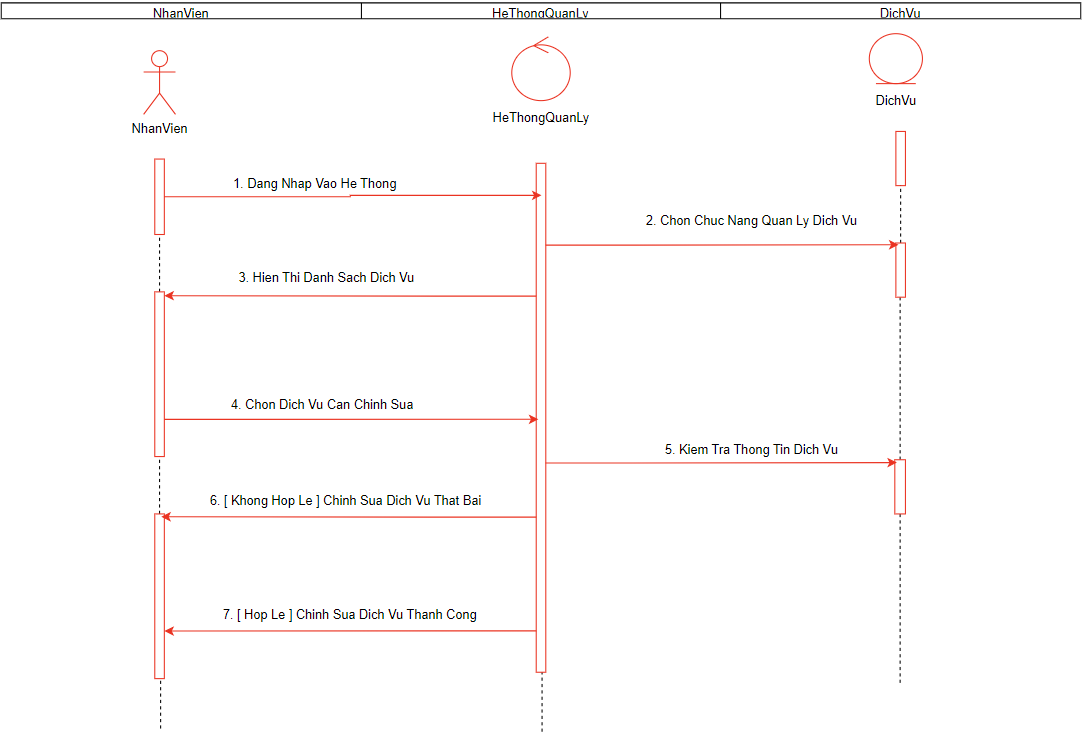 NhanVien
HeThongQuanLy
DichVu
NhanVien
HeThongQuanLy
DichVu
1. Dang Nhap Vao He Thong
2. Chon Chuc Nang Quan Ly Dich Vu
3. Hien Thi Danh Sach Dich Vu
4. Chon Dich Vu Can Chinh Sua
5. Kiem Tra Thong Tin Dich Vu
6. [ Khong Hop Le ] Chinh Sua Dich Vu That Bai
7. [ Hop Le ] Chinh Sua Dich Vu Thanh Cong